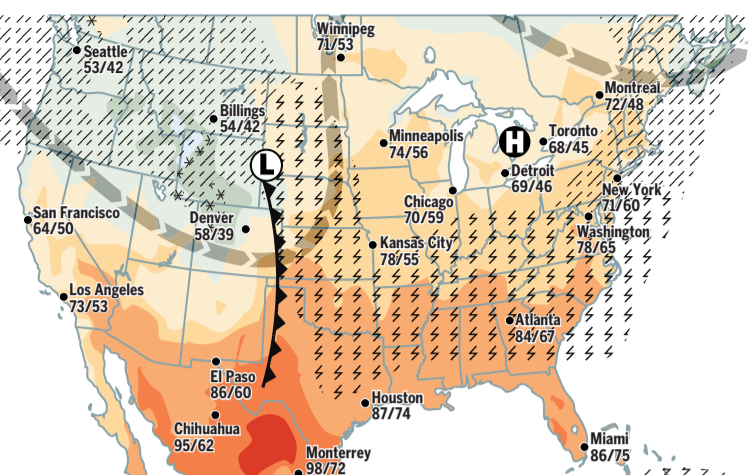 Winnipeg
71/53
Seattle
53/42
Montreal
72/48
Billings
54/42
Minneapolis
74/56
H
Toronto
68/45
L
Detroit
69/46
New York
71/60
Chicago
70/59
San Francisco
64/50
Denver
58/39
Washington
78/65
Kansas City
78/55
Los Angeles
73/53
Atlanta
84/67
El Paso
86/60
Houston
87/74
Chihuahua
95/62
Miami
86/75
Monterrey
98/72